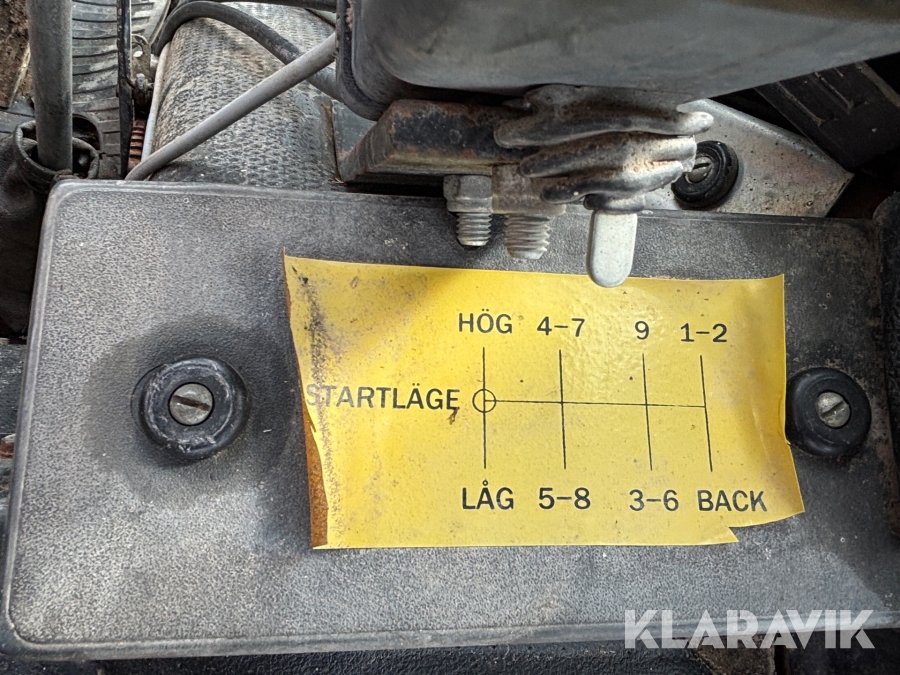 HÖG 4-7 9 1-2
STARTLÄGE
LÅG 5-8 3-6 BACK
KLARAVIK